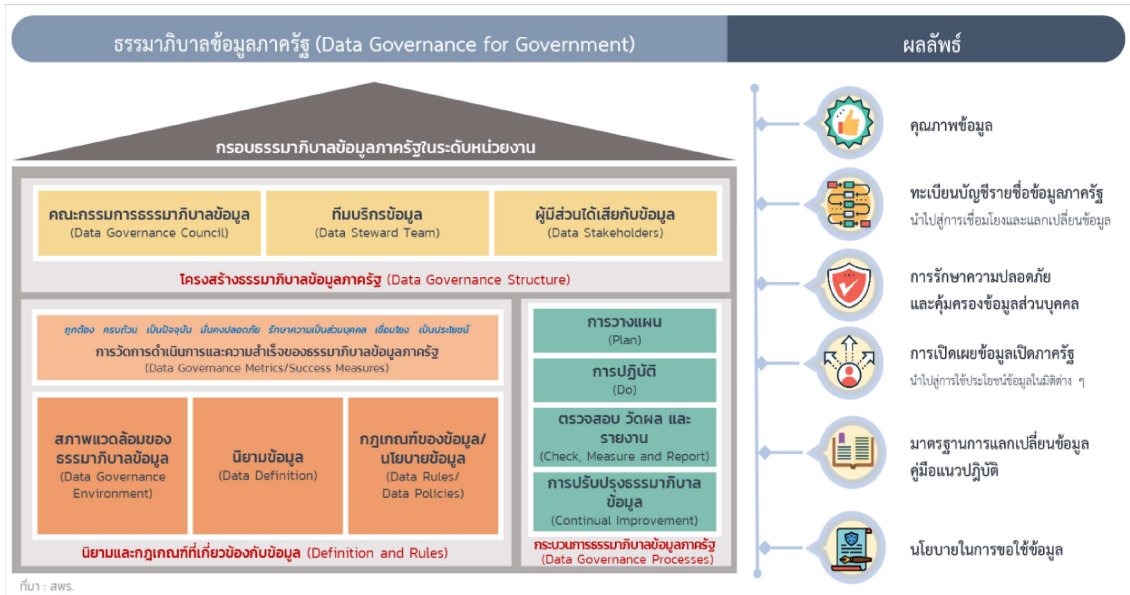 ธรรมาภิบาลข้อมูลภาครัฐ (Data Governance for Government)
ผลลัพธ์
กรอบธรรมาภิบาลข้อมูลภาครัฐในระดับหน่วยงาน
คณะกรรมการธรรมาภิบาลข้อมูล
(Data Governance Council)
ทีมบริกรข้อมูล
(Data Steward Team)
ผู้มีส่วนได้เสียกับข้อมูล
(Data Stakeholders)
โครงสร้างธรรมาภิบาลข้อมูลภาครัฐ (Data Governance Structure)
ถูกต้อง ครบถ้วน เป็นปัจจุบัน มั่นคงปลอดภัย รักษาความเป็นส่วนบุคคล เชื่อมโยง เป็นประโยชน์
การวัดการดำเนินการและความสำเร็จของธรรมาภิบาลข้อมูลภาครัฐ
(Data Governance Metrics/Success Measures)
สภาพแวดล้อมของ
ธรรมาภิบาลข้อมูล
(Data Governance
Environment)
นิยามข้อมูล
(Data Definition)
กฎเกณฑ์ของข้อมูล/
นโยบายข้อมูล
(Data Rules/
Data Policies)
นิยามและกฎเกณฑ์ที่เกี่ยวข้องกับข้อมูล (Definition and Rules)
การวางแผน
(Plan)
การปฏิบัติ
(Do)
ตรวจสอบ วัดผล และ
รายงาน
(Check, Measure and Report)
การปรับปรุงธรรมาภิบาล
ข้อมูล
(Continual Improvement)
กระบวนการธรรมาภิบาลข้อมูลภาครัฐ
(Data Governance Processes)
คุณภาพข้อมูล
ทะเบียนบัญชีรายชื่อข้อมูลภาครัฐ
นำไปสู่การเชื่อมโยงและแลกเปลี่ยนข้อมูล
การรักษาความปลอดภัย
และคุ้มครองข้อมูลส่วนบุคคล
การเปิดเผยข้อมูลเปิดภาครัฐ
นำไปสู่การใช้ประโยชน์ข้อมูลในมิติต่าง ๆ
มาตรฐานการแลกเปลี่ยนข้อมูล
คู่มือแนวปฏิบัติ
นโยบายในการขอใช้ข้อมูล
ที่มา : สพร.